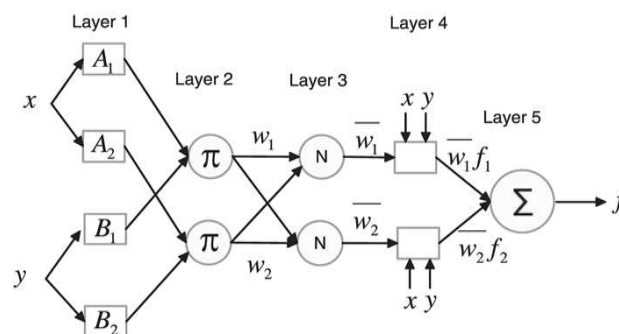 Layer 1
Layer 4
A₁
Layer 2
Layer 3
x y
x
w₁
w̅₁
Layer 5
A₂
π
N
w̅₁f₁
Σ
B₁
π
N
w̅₂
w₂
w̅₂f₂
y
x y
B₂